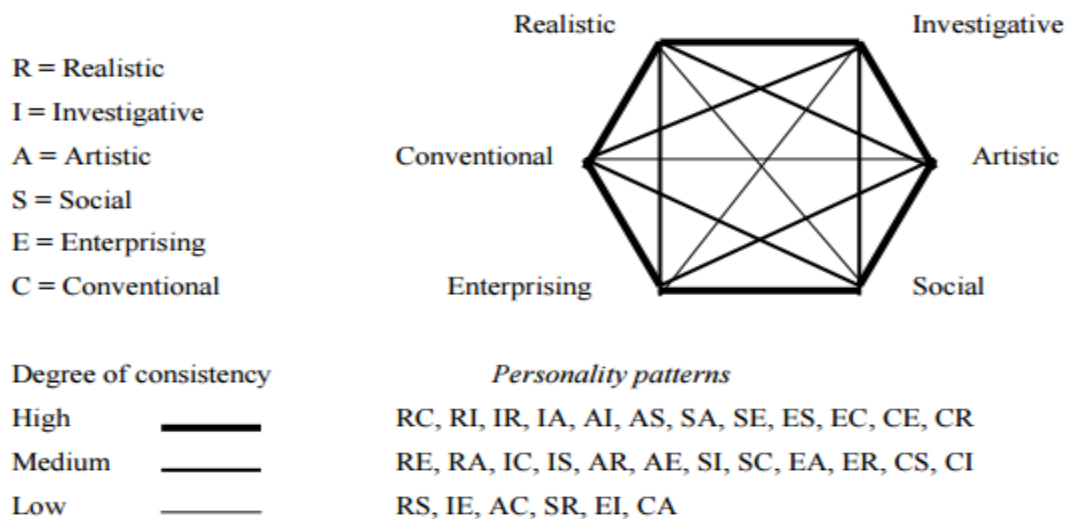 Realistic Investigative
R = Realistic
I = Investigative
Conventional Artistic
A = Artistic
S = Social
E = Enterprising
C = Conventional
Enterprising Social
Degree of consistency Personality patterns
High RC, RI, IR, IA, AI, AS, SA, SE, ES, EC, CE, CR
Medium RE, RA, IC, IS, AR, AE, SI, SC, EA, ER, CS, CI
Low RS, IE, AC, SR, EI, CA